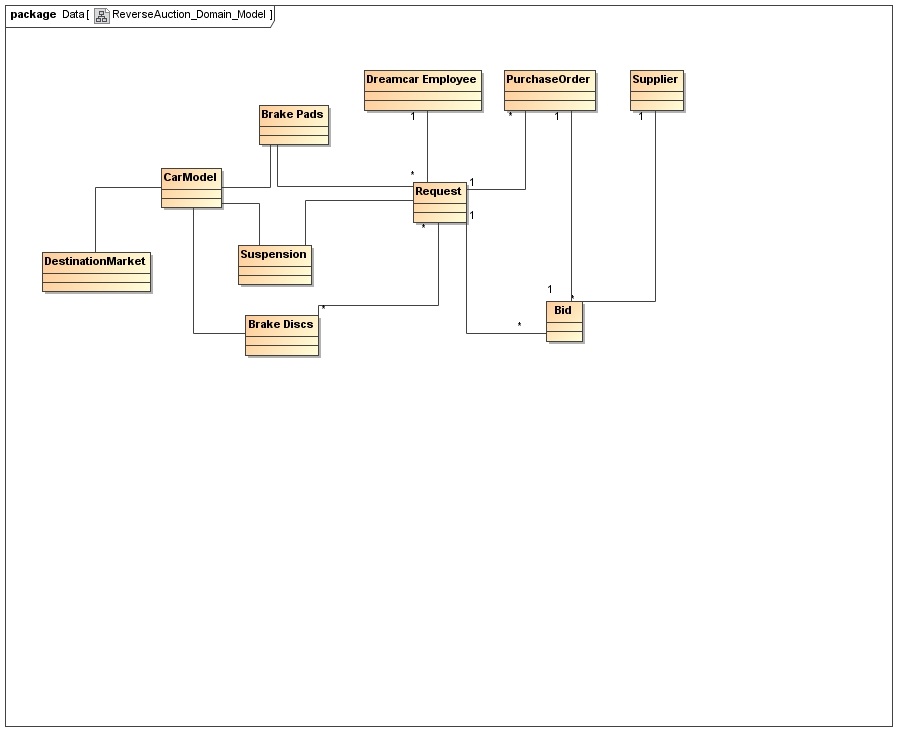 package Data [ ReverseAuction_Domain_Model ]
Dreamcar Employee
PurchaseOrder
Supplier
1
*
1
1
Brake Pads
CarModel
*
Request
1
1
*
Suspension
DestinationMarket
1
*
Bid
*
Brake Discs
*